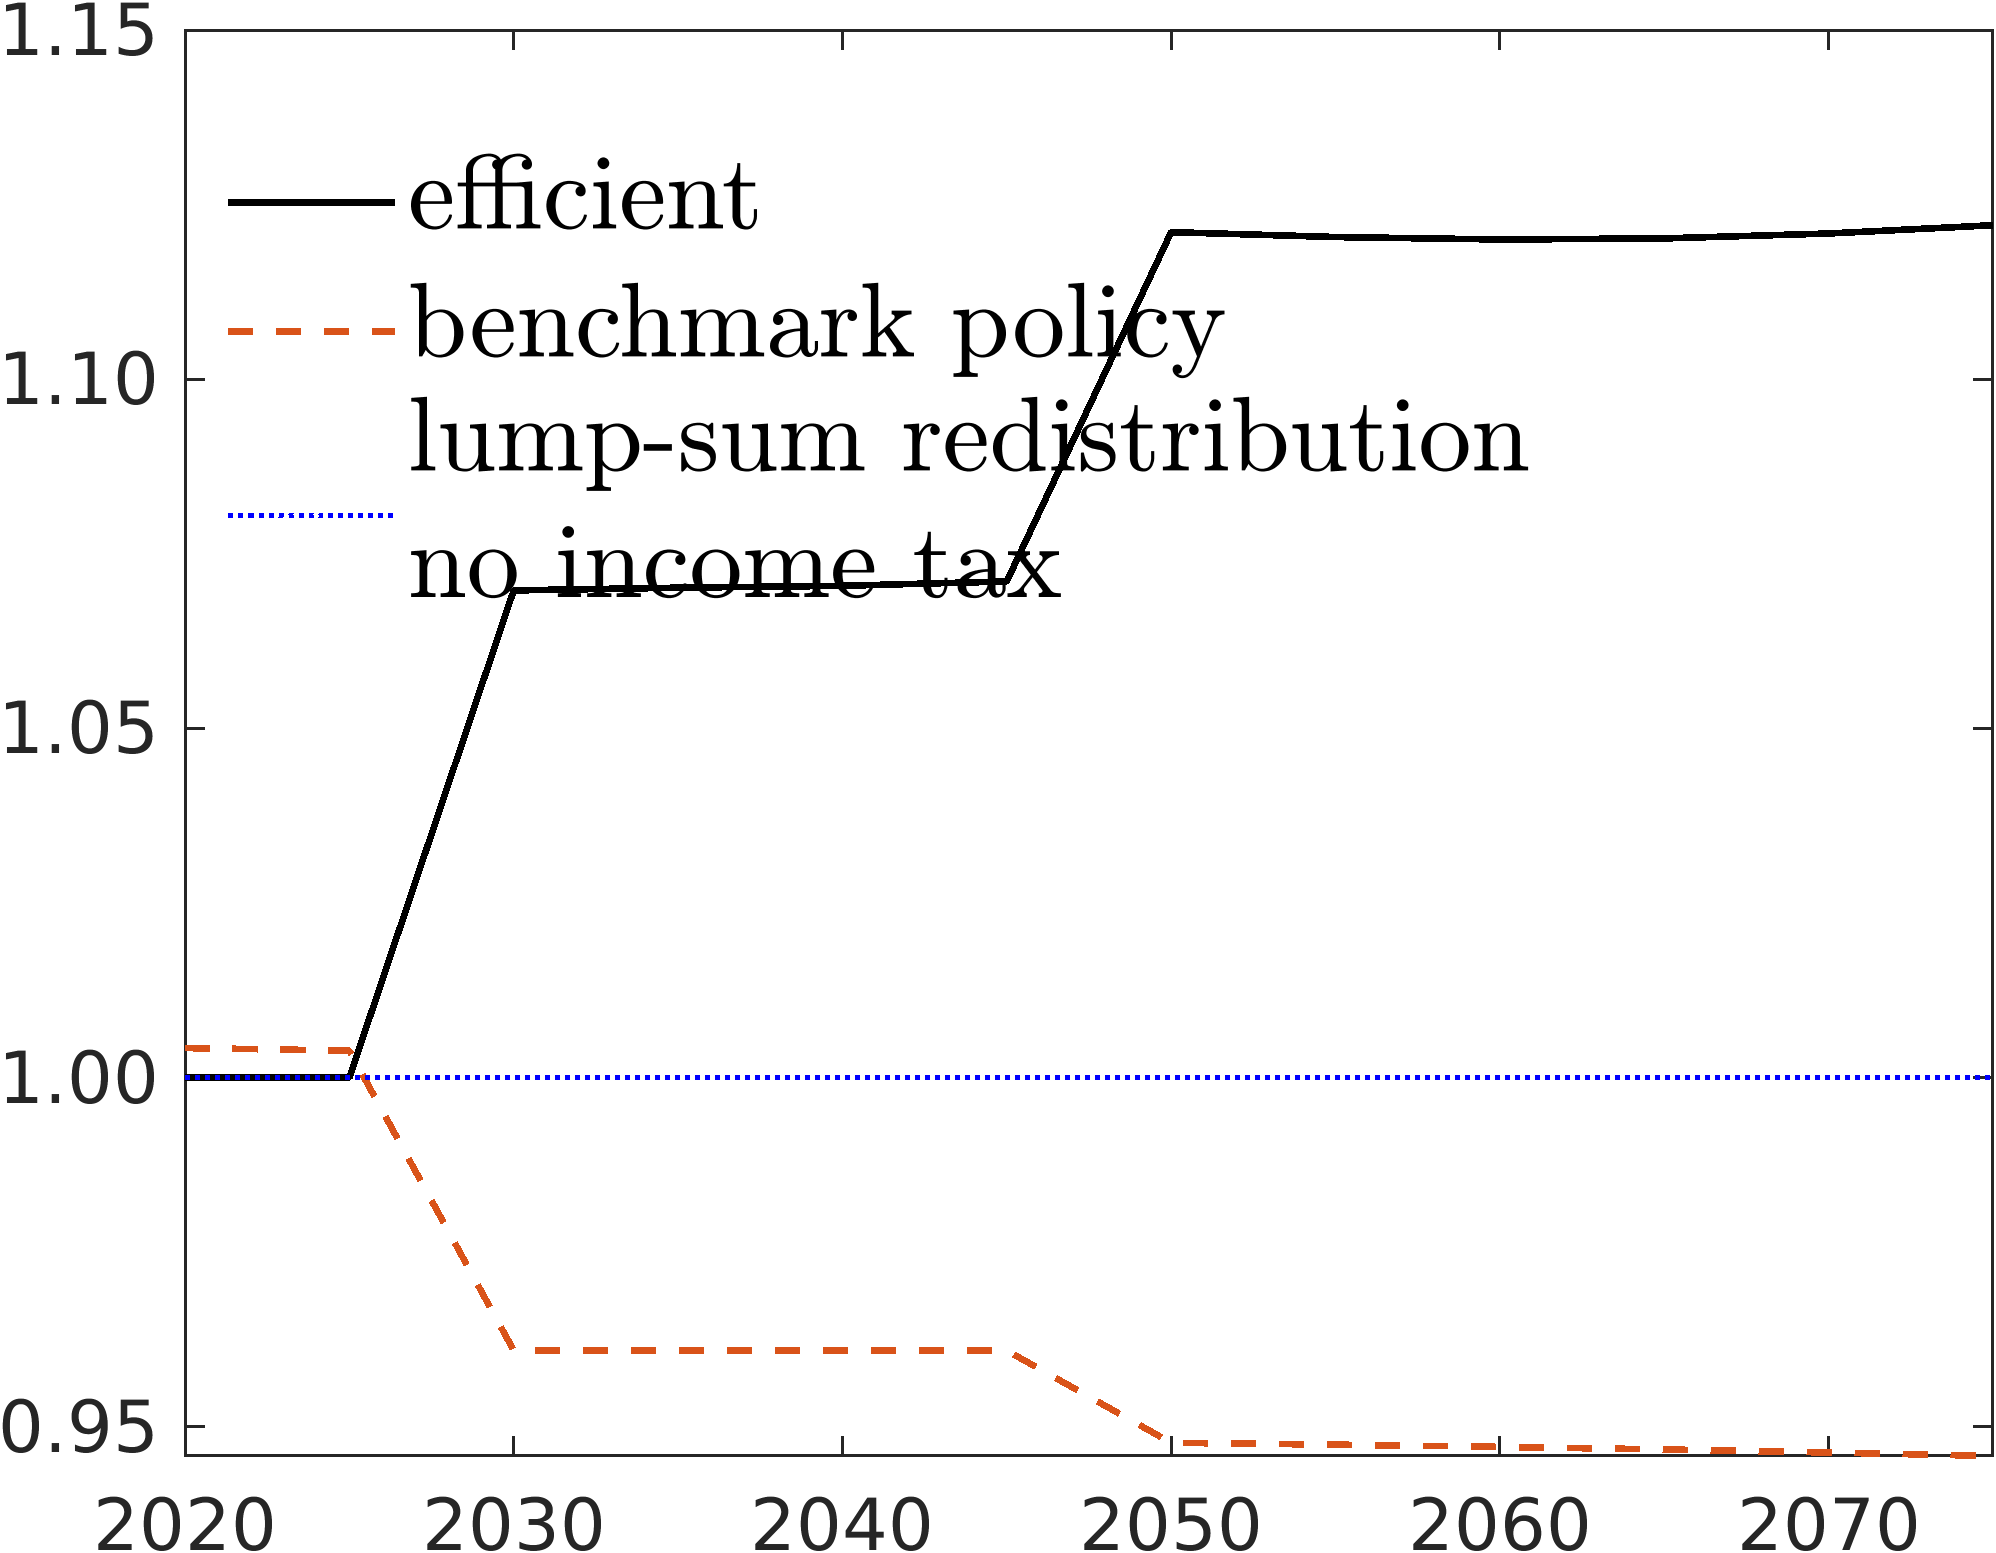 1.15
efficient
benchmark policy
1.10
lump-sum redistribution
no income tax
1.05
1.00
0.95
2020 2030 2040 2050 2060 2070